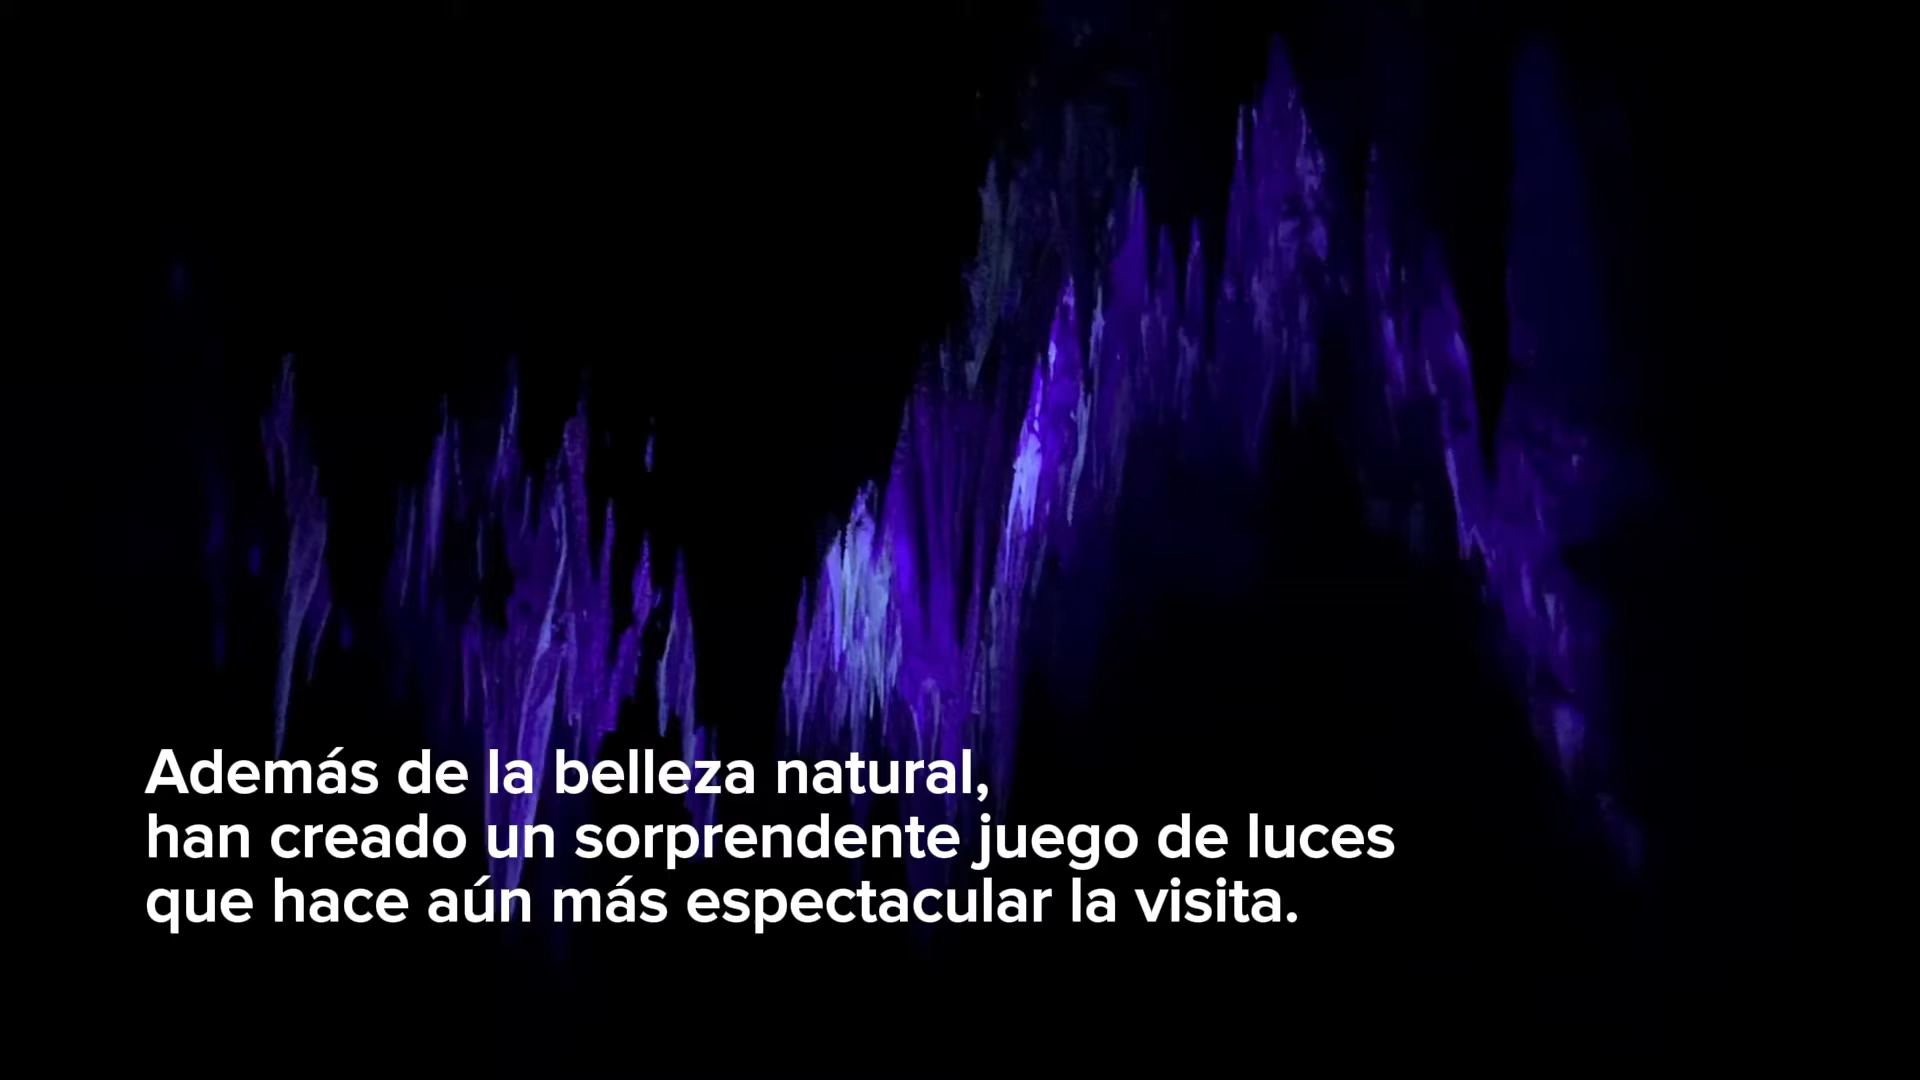 Además de la belleza natural,
han creado un sorprendente juego de luces
que hace aún más espectacular la visita.